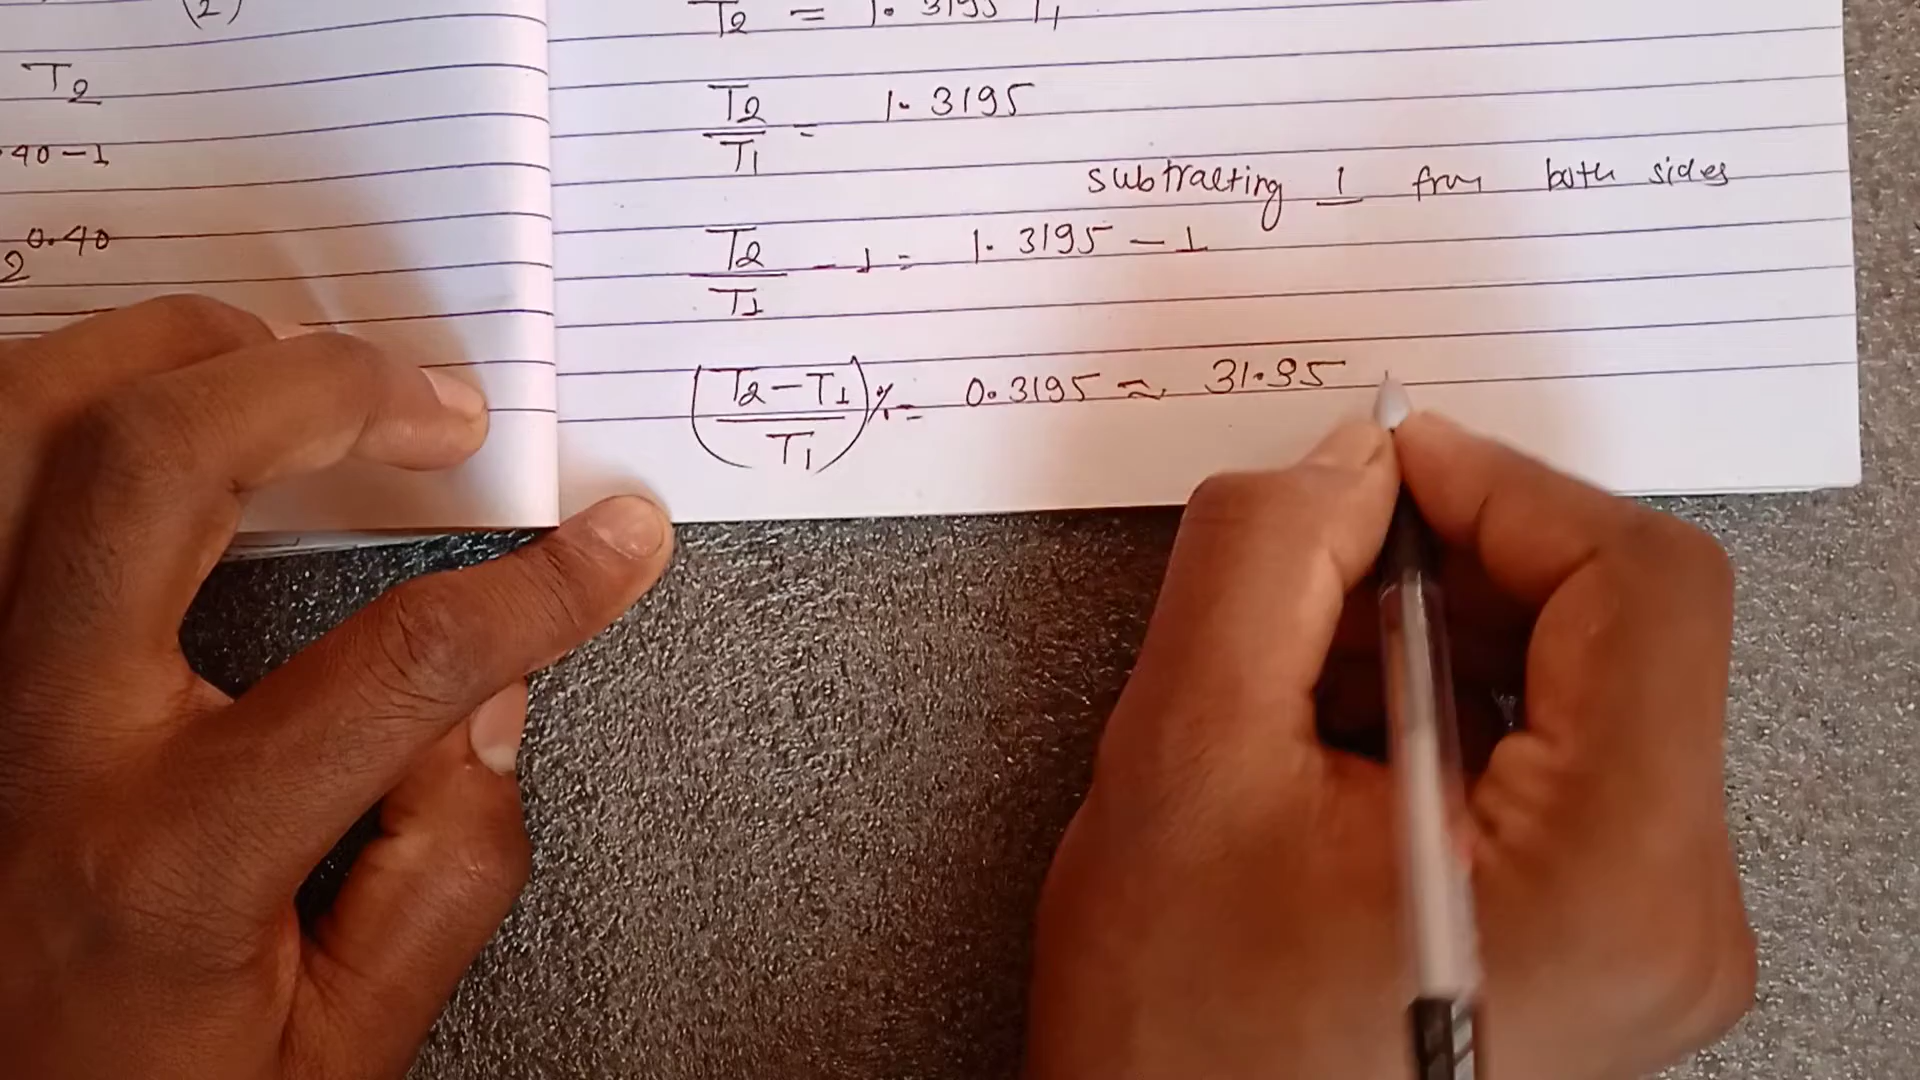 (2)
T2
.40-1
2^0.40
T2 = 1.3195 T1
T2/T1 = 1.3195
subtracting 1 from both sides
T2/T1 - 1 = 1.3195 - 1
((T2 - T1)/T1) % = 0.3195 ≈ 31.95